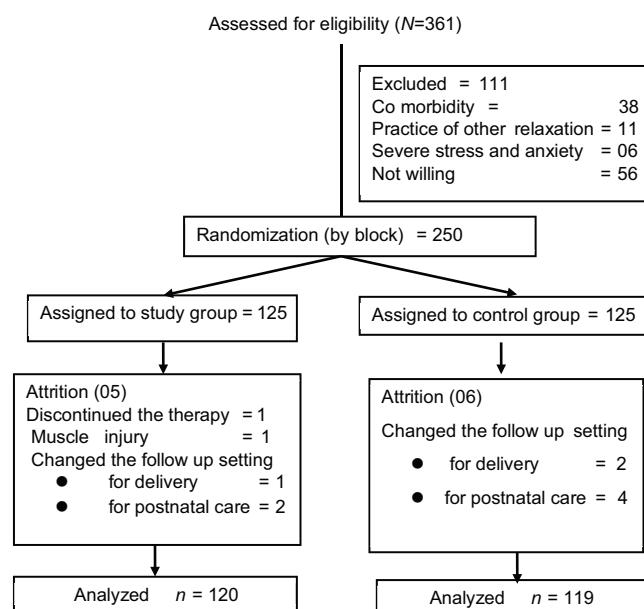 Assessed for eligibility (N=361)
Excluded = 111
Co morbidity = 38
Practice of other relaxation = 11
Severe stress and anxiety = 06
Not willing = 56
Randomization (by block) = 250
Assigned to study group = 125
Assigned to control group = 125
Attrition (05)
Discontinued the therapy = 1
Muscle injury = 1
Changed the follow up setting
● for delivery = 1
● for postnatal care = 2
Attrition (06)
Changed the follow up setting
● for delivery = 2
● for postnatal care = 4
Analyzed n = 120
Analyzed n = 119